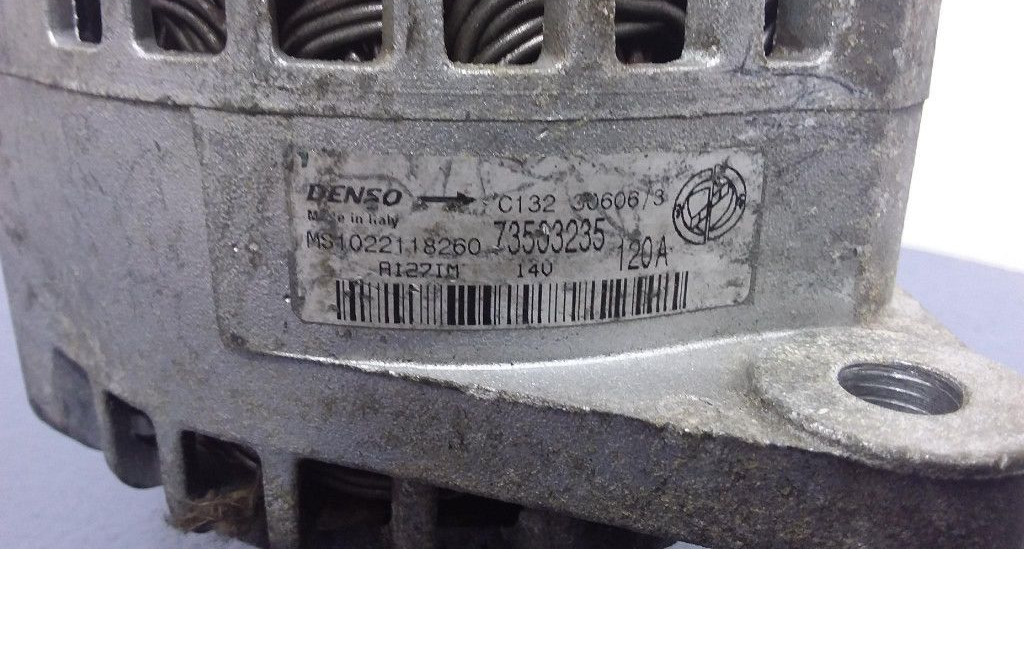 DENSO C132 30606/3
Made in Italy
MS1022118260 73503235 120A
A127IM 14V